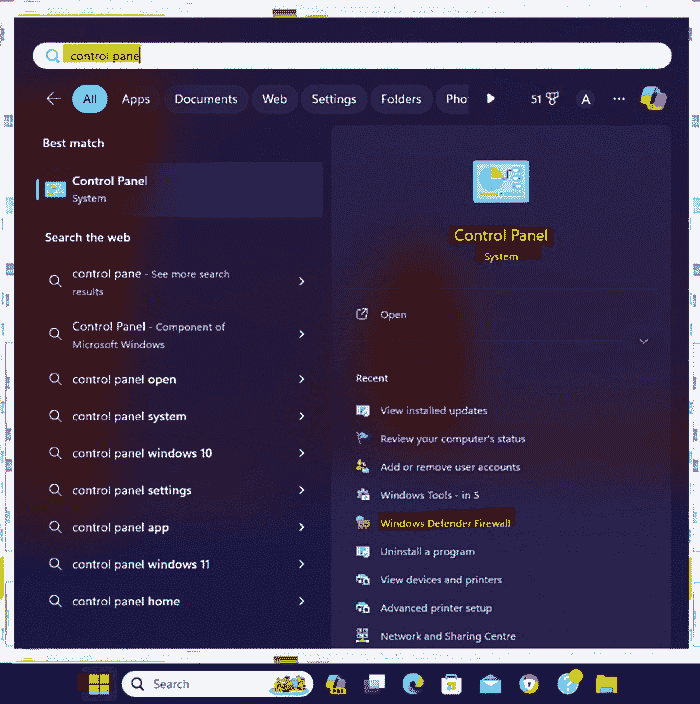 control pane
All Apps Documents Web Settings Folders Pho 51 A ...
Best match
Control Panel
System
Search the web
control pane - See more search
results
Control Panel - Component of
Microsoft Windows
control panel open
control panel system
control panel windows 10
control panel settings
control panel app
control panel windows 11
control panel home
Control Panel
System
Open
Recent
View installed updates
Review your computer's status
Add or remove user accounts
Windows Tools - in 5
Windows Defender Firewall
Uninstall a program
View devices and printers
Advanced printer setup
Network and Sharing Centre
Search